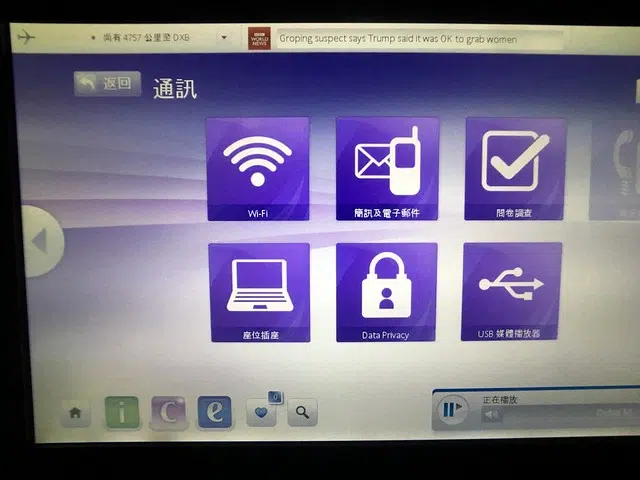 尚有 4757 公里至 DXB
BBC WORLD NEWS
Groping suspect says Trump said it was OK to grab women
返回
通訊
Wi-Fi
簡訊及電子郵件
問卷調查
座位插座
Data Privacy
USB 媒體播放器
i
C
e
0
正在播放